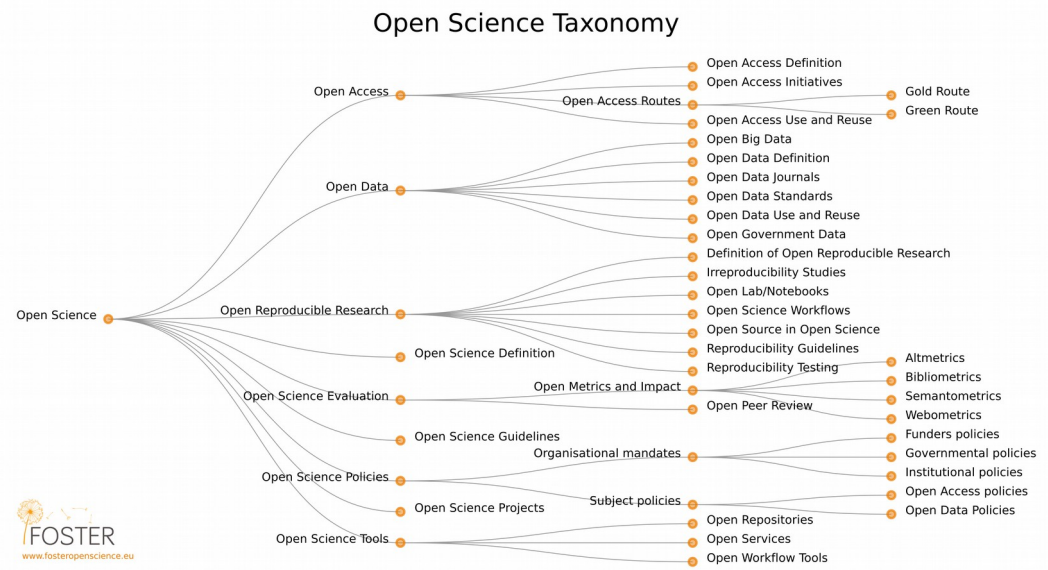 Open Science Taxonomy
Open Science
Open Access
Open Access Definition
Open Access Initiatives
Open Access Routes
Gold Route
Green Route
Open Access Use and Reuse
Open Data
Open Big Data
Open Data Definition
Open Data Journals
Open Data Standards
Open Data Use and Reuse
Open Government Data
Open Reproducible Research
Definition of Open Reproducible Research
Irreproducibility Studies
Open Lab/Notebooks
Open Science Workflows
Open Source in Open Science
Reproducibility Guidelines
Reproducibility Testing
Open Science Definition
Open Science Evaluation
Open Metrics and Impact
Altmetrics
Bibliometrics
Semantometrics
Webometrics
Open Peer Review
Open Science Guidelines
Open Science Policies
Organisational mandates
Funders policies
Governmental policies
Institutional policies
Subject policies
Open Access policies
Open Data Policies
Open Science Projects
Open Science Tools
Open Repositories
Open Services
Open Workflow Tools
FOSTER
www.fosteropenscience.eu